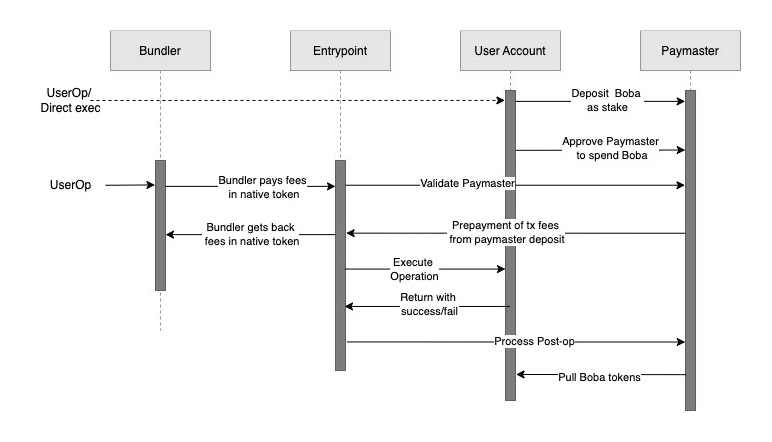 Bundler
Entrypoint
User Account
Paymaster
UserOp/
Direct exec
Deposit Boba
as stake
Approve Paymaster
to spend Boba
UserOp
Bundler pays fees
in native token
Validate Paymaster
Bundler gets back
fees in native token
Prepayment of tx fees
from paymaster deposit
Execute
Operation
Return with
success/fail
Process Post-op
Pull Boba tokens